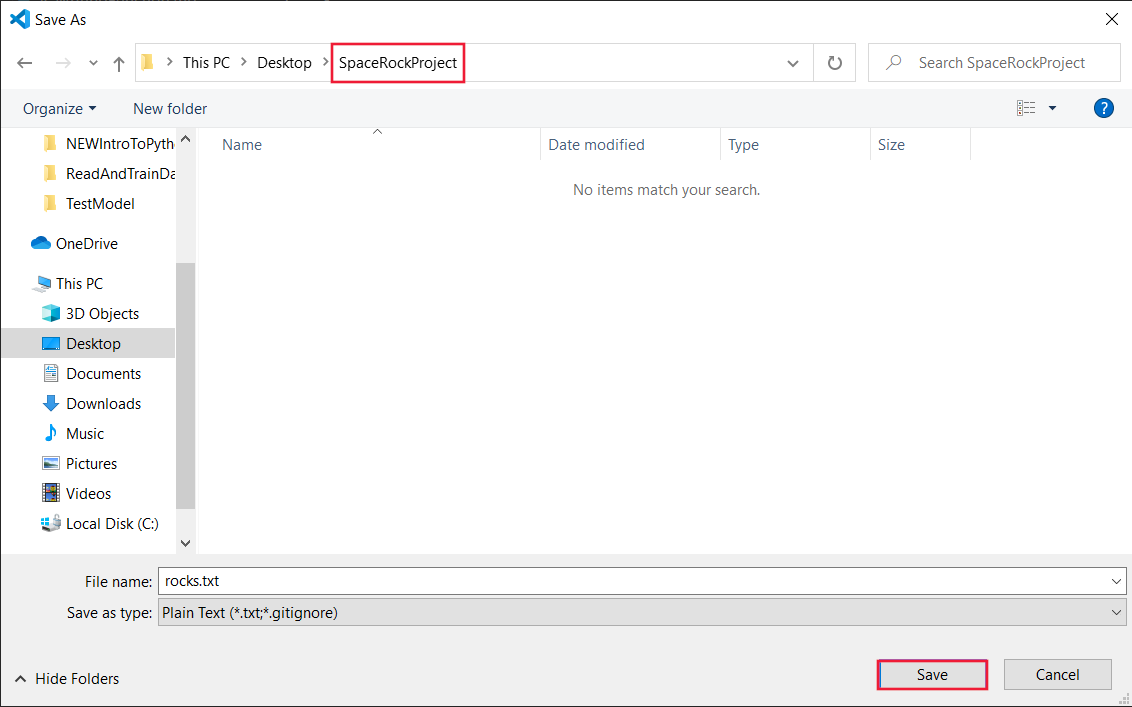 Save As
This PC > Desktop > SpaceRockProject
Search SpaceRockProject
Organize
New folder
?
NEWIntroToPyth
ReadAndTrainDa
TestModel
OneDrive
This PC
3D Objects
Desktop
Documents
Downloads
Music
Pictures
Videos
Local Disk (C:)
Name
Date modified
Type
Size
No items match your search.
File name:
rocks.txt
Save as type:
Plain Text (*.txt;*.gitignore)
Hide Folders
Save
Cancel